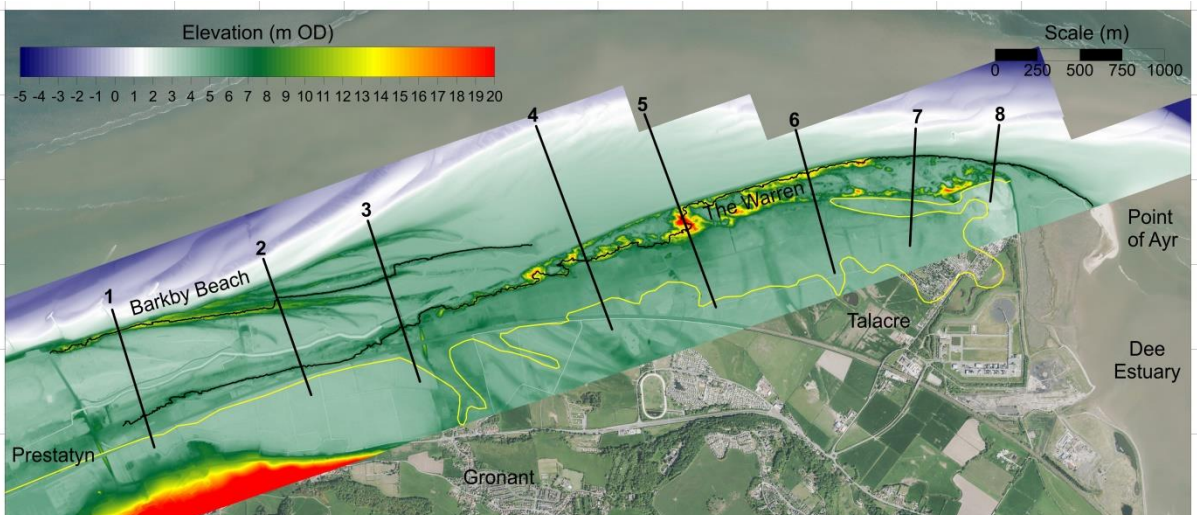 Elevation (m OD)
-5 -4 -3 -2 -1 0 1 2 3 4 5 6 7 8 9 10 11 12 13 14 15 16 17 18 19 20
Scale (m)
0 250 500 750 1000
4
5
6
7
8
3
2
1
Barkby Beach
The Warren
Point
of Ayr
Talacre
Dee
Estuary
Prestatyn
Gronant